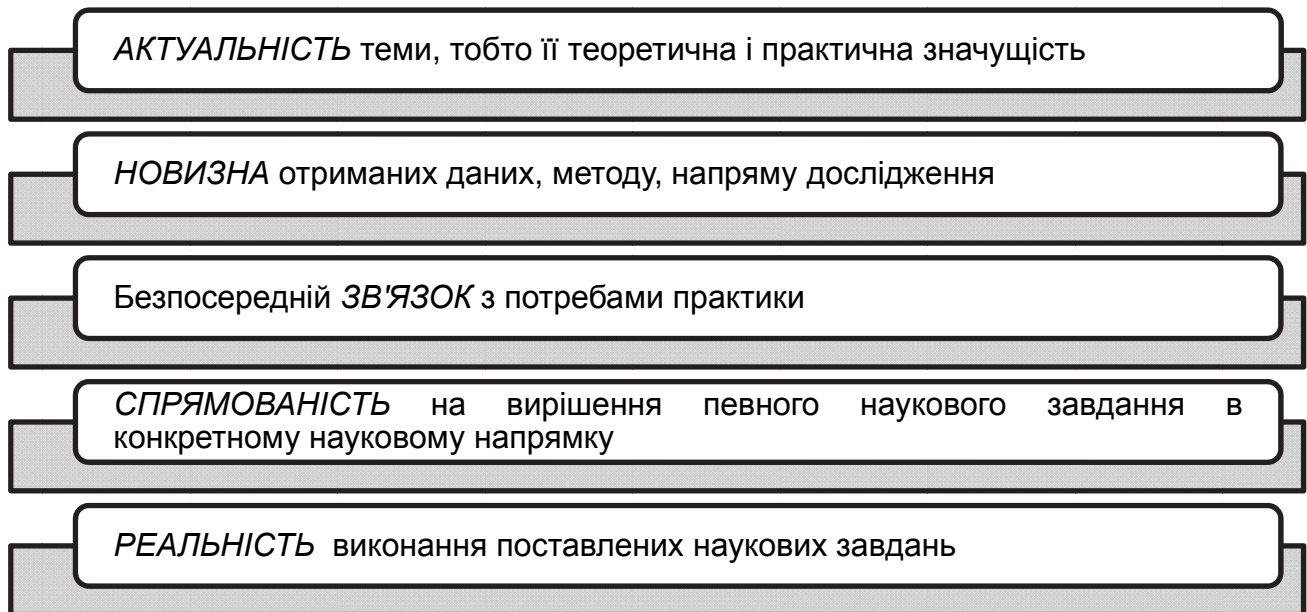 АКТУАЛЬНІСТЬ теми, тобто її теоретична і практична значущість
НОВИЗНА отриманих даних, методу, напряму дослідження
Безпосередній ЗВ'ЯЗОК з потребами практики
СПРЯМОВАНІСТЬ на вирішення певного наукового завдання в
конкретному науковому напрямку
РЕАЛЬНІСТЬ виконання поставлених наукових завдань